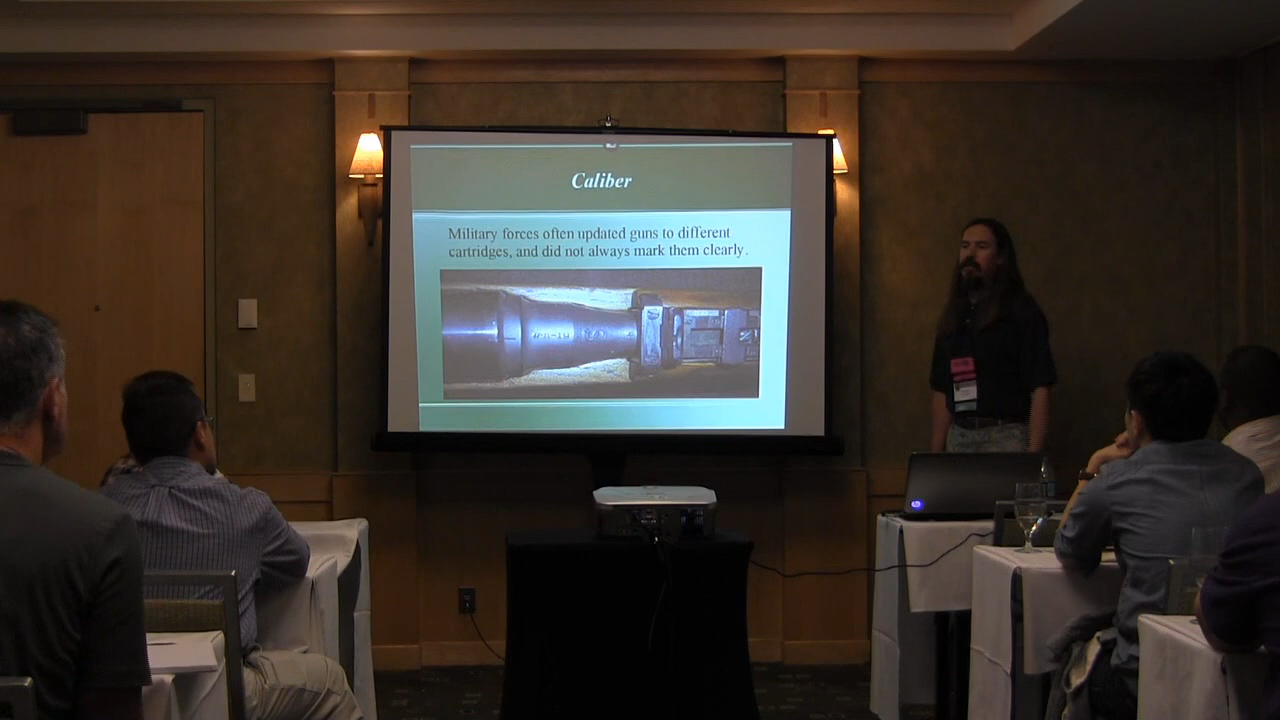 Caliber
Military forces often updated guns to different
cartridges, and did not always mark them clearly.